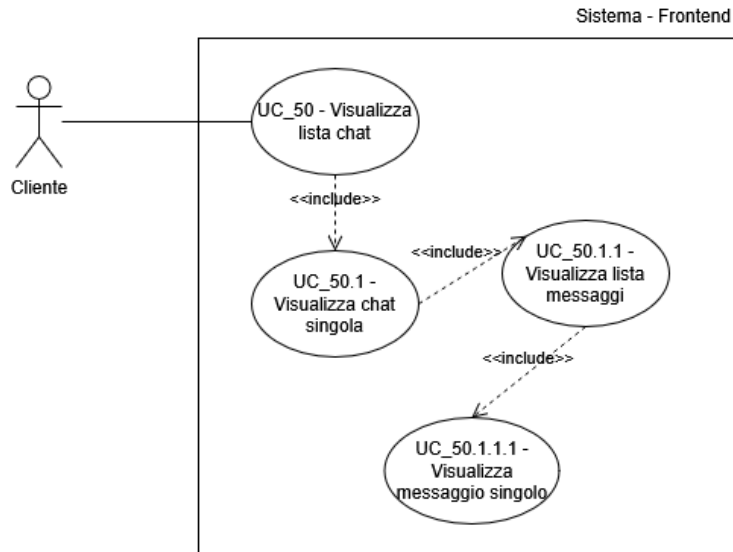 Sistema - Frontend
UC_50 - Visualizza
lista chat
Cliente
<<include>>
<<include>>
UC_50.1 -
Visualizza chat
singola
UC_50.1.1 -
Visualizza lista
messaggi
<<include>>
UC_50.1.1.1 -
Visualizza
messaggio singolo